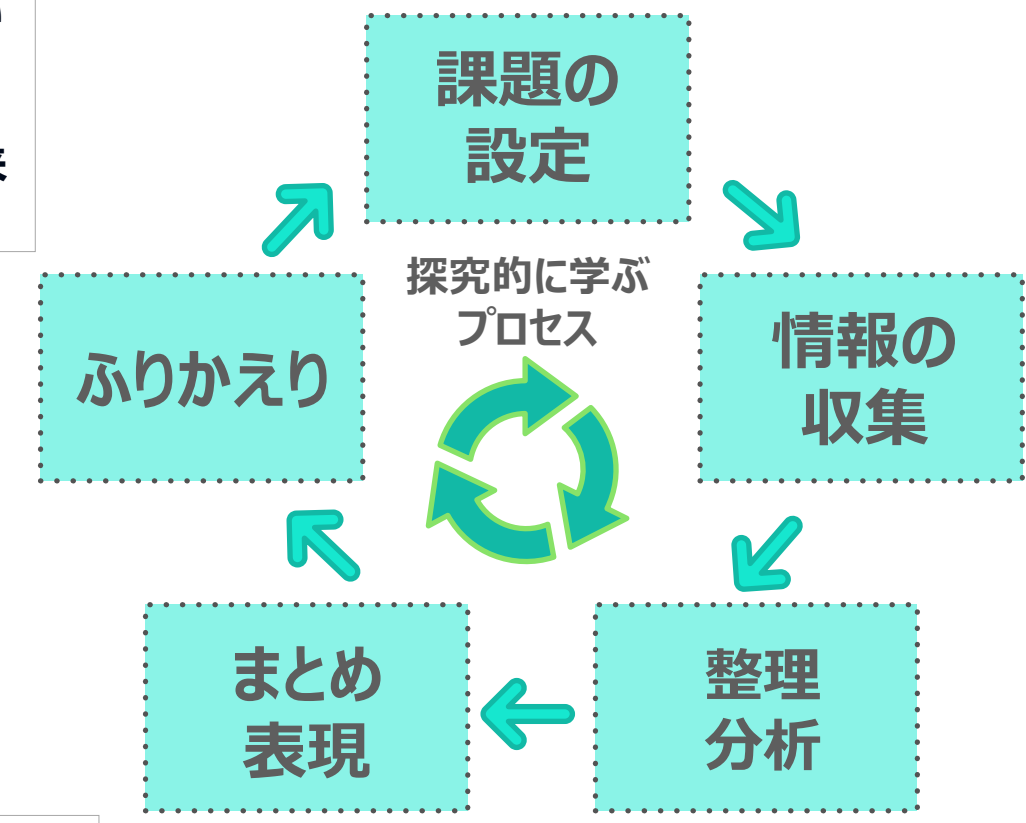 課題の
設定
探究的に学ぶ
プロセス
情報の
収集
整理
分析
まとめ
表現
ふりかえり